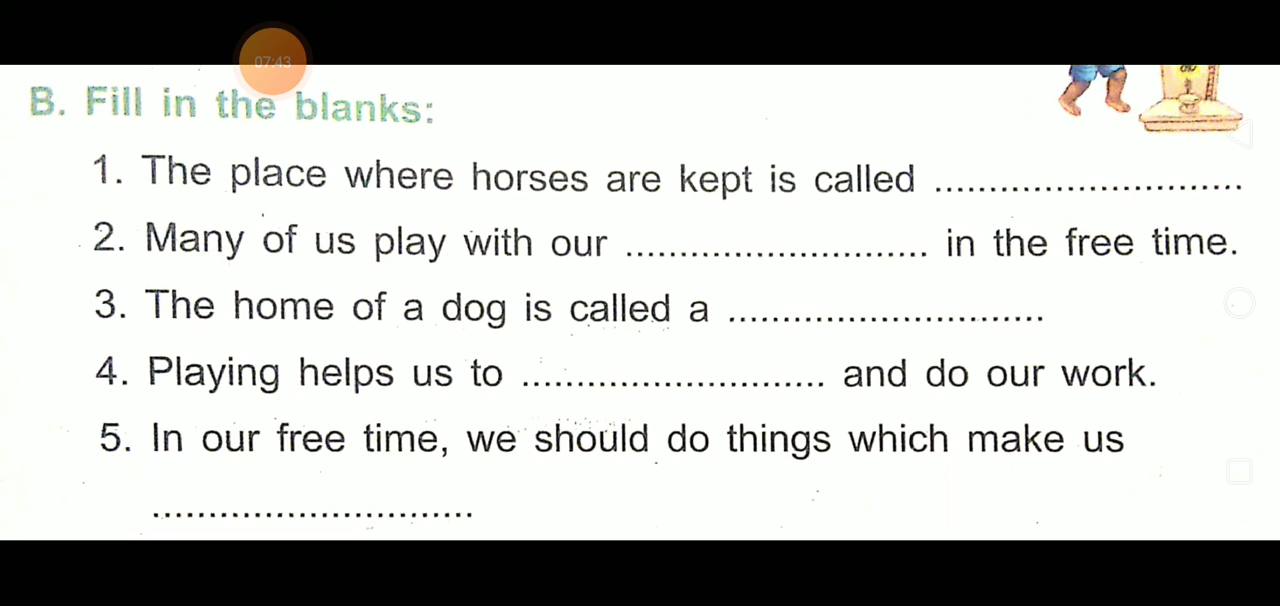 07:43
B. Fill in the blanks:
1. The place where horses are kept is called ............................
2. Many of us play with our ............................ in the free time.
3. The home of a dog is called a .............................
4. Playing helps us to ............................ and do our work.
5. In our free time, we should do things which make us
.............................